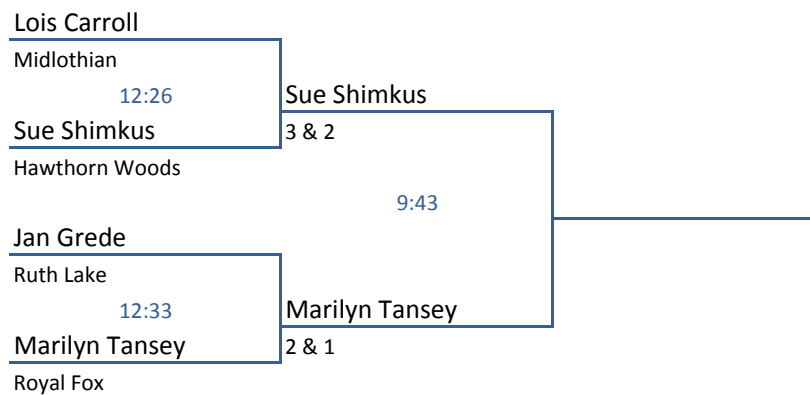 Lois Carroll
Midlothian
12:26
Sue Shimkus
Sue Shimkus
3 & 2
Hawthorn Woods
9:43
Jan Grede
Ruth Lake
12:33
Marilyn Tansey
Marilyn Tansey
2 & 1
Royal Fox